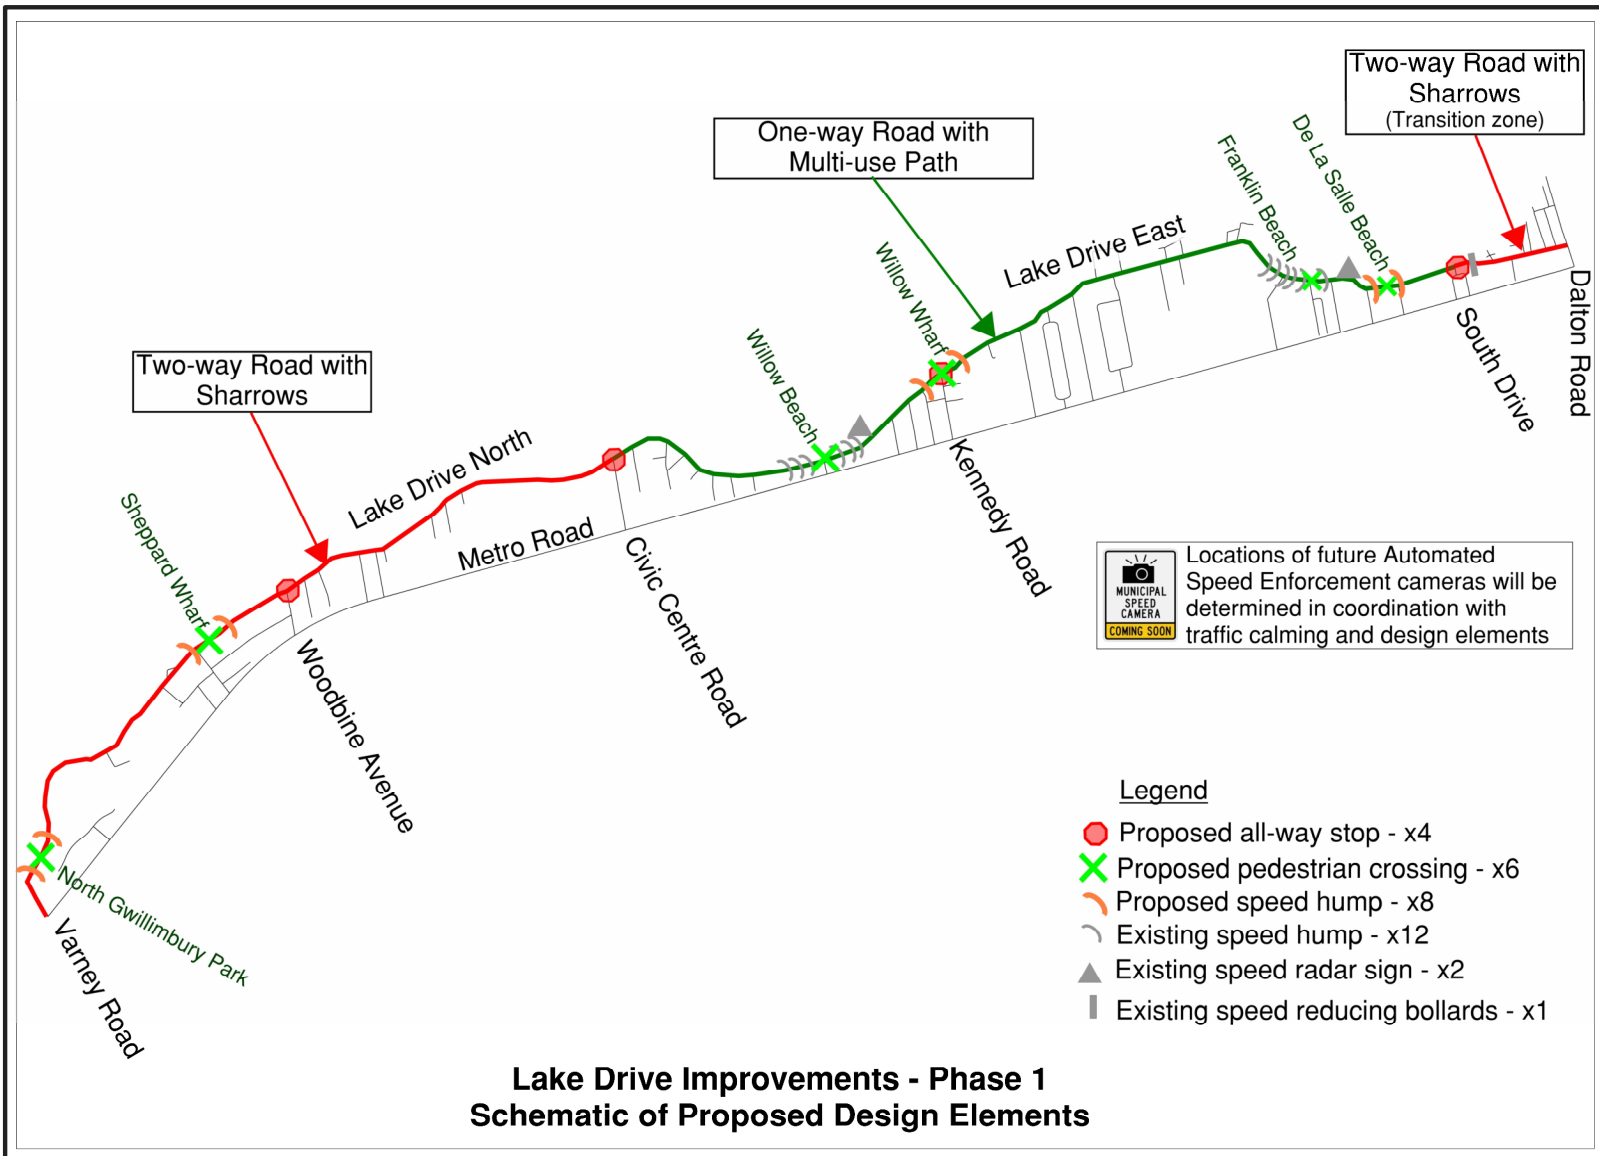 Two-way Road with
Sharrows
(Transition zone)
One-way Road with
Multi-use Path
De La Salle Beach
Franklin Beach
Lake Drive East
Willow Wharf
Dalton Road
South Drive
Willow Beach
Two-way Road with
Sharrows
Lake Drive North
Kennedy Road
Sheppard Wharf
Metro Road
Civic Centre Road
MUNICIPAL
SPEED
CAMERA
COMING SOON
Locations of future Automated
Speed Enforcement cameras will be
determined in coordination with
traffic calming and design elements
Woodbine Avenue
North Gwillimbury Park
Varney Road
Legend
Proposed all-way stop - x4
Proposed pedestrian crossing - x6
Proposed speed hump - x8
Existing speed hump - x12
Existing speed radar sign - x2
Existing speed reducing bollards - x1
Lake Drive Improvements - Phase 1
Schematic of Proposed Design Elements